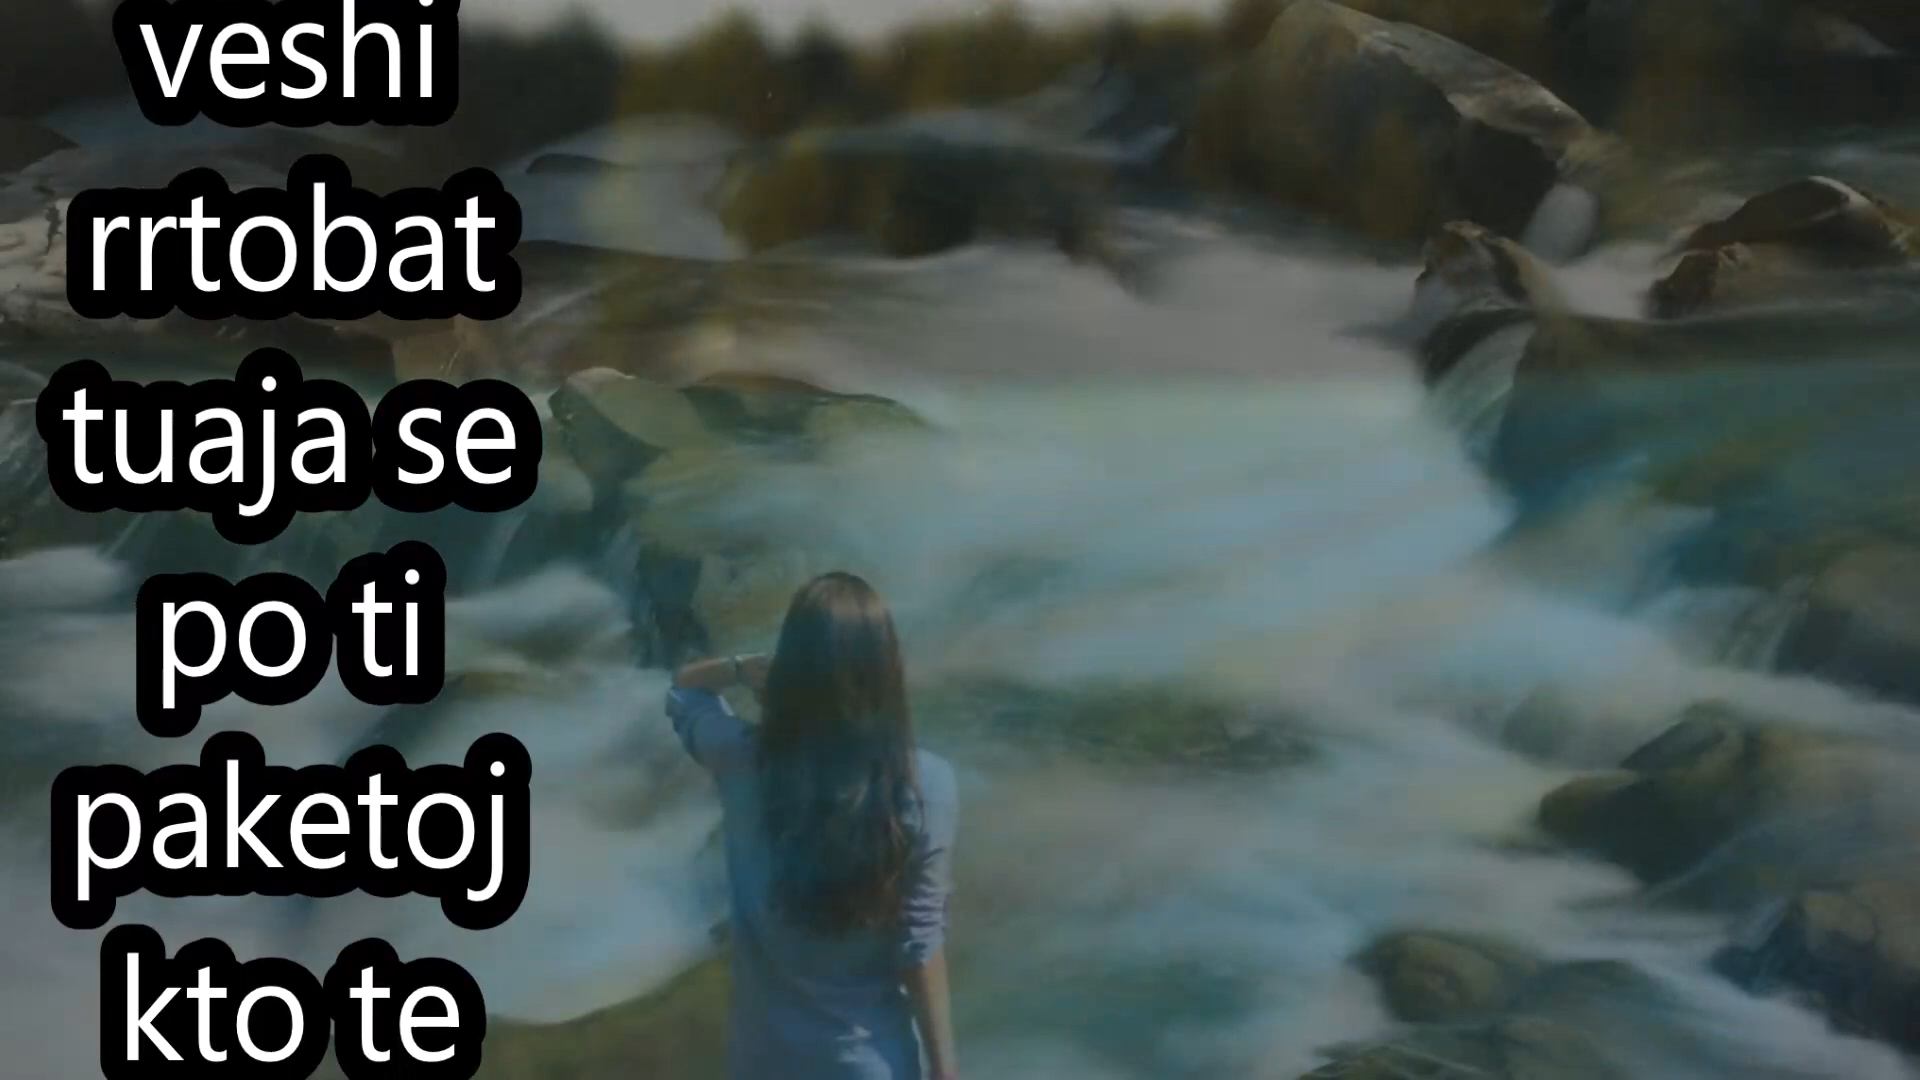 veshi
rrtobat
tuaja se
po ti
paketoj
kto te